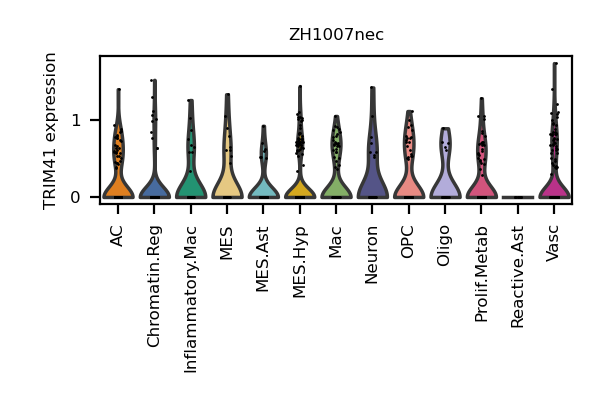 ZH1007nec
TRIM41 expression
1
0
AC
Chromatin.Reg
Inflammatory.Mac
MES
MES.Ast
MES.Hyp
Mac
Neuron
OPC
Oligo
Prolif.Metab
Reactive.Ast
Vasc